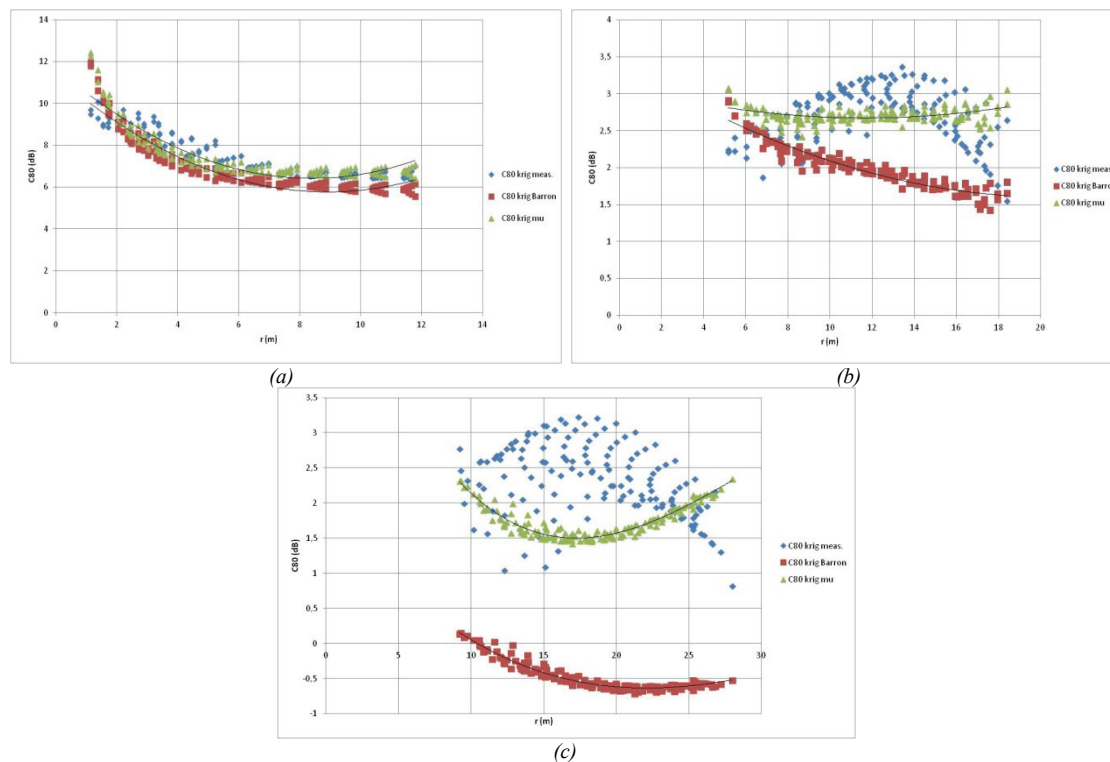 14
12
10
8
6
4
2
0
C80 (dB)
0 2 4 6 8 10 12 14
r (m)
C80 krig meas.
C80 krig Barron
C80 krig mu
(a)
4
3,5
3
2,5
2
1,5
1
0,5
0
C80 (dB)
0 2 4 6 8 10 12 14 16 18 20
r (m)
C80 krig meas.
C80 krig Barron
C80 krig mu
(b)
3,5
3
2,5
2
1,5
1
0,5
0
-0,5
-1
C80 (dB)
0 5 10 15 20 25 30
r (m)
C80 krig meas.
C80 krig Barron
C80 krig mu
(c)